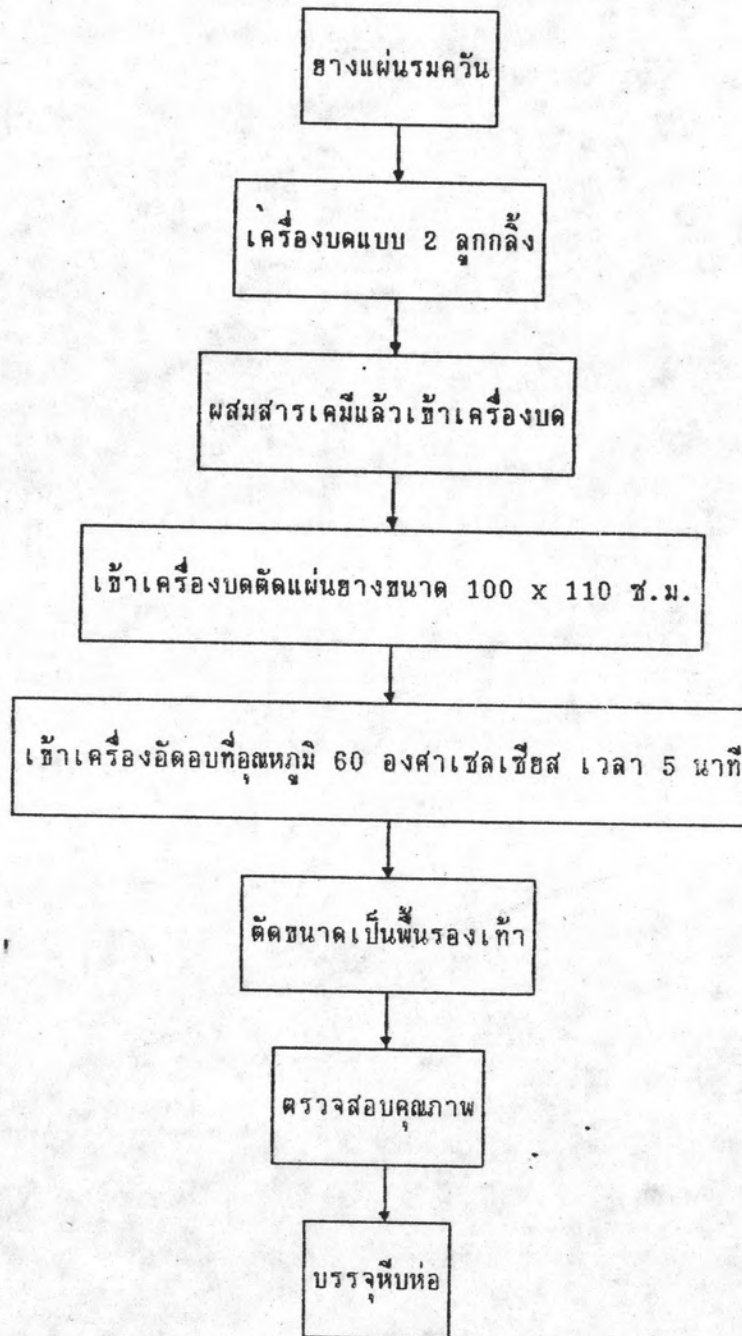 ยางแผ่นรมควัน
เครื่องบดแบบ 2 ลูกกลิ้ง
ผสมสารเคมีแล้วเข้าเครื่องบด
เข้าเครื่องบดตัดแผ่นยางขนาด 100 x 110 ซ.ม.
เข้าเครื่องอัดอบที่อุณหภูมิ 60 องศาเซลเซียส เวลา 5 นาที
ตัดขนาดเป็นพื้นรองเท้า
ตรวจสอบคุณภาพ
บรรจุหีบห่อ